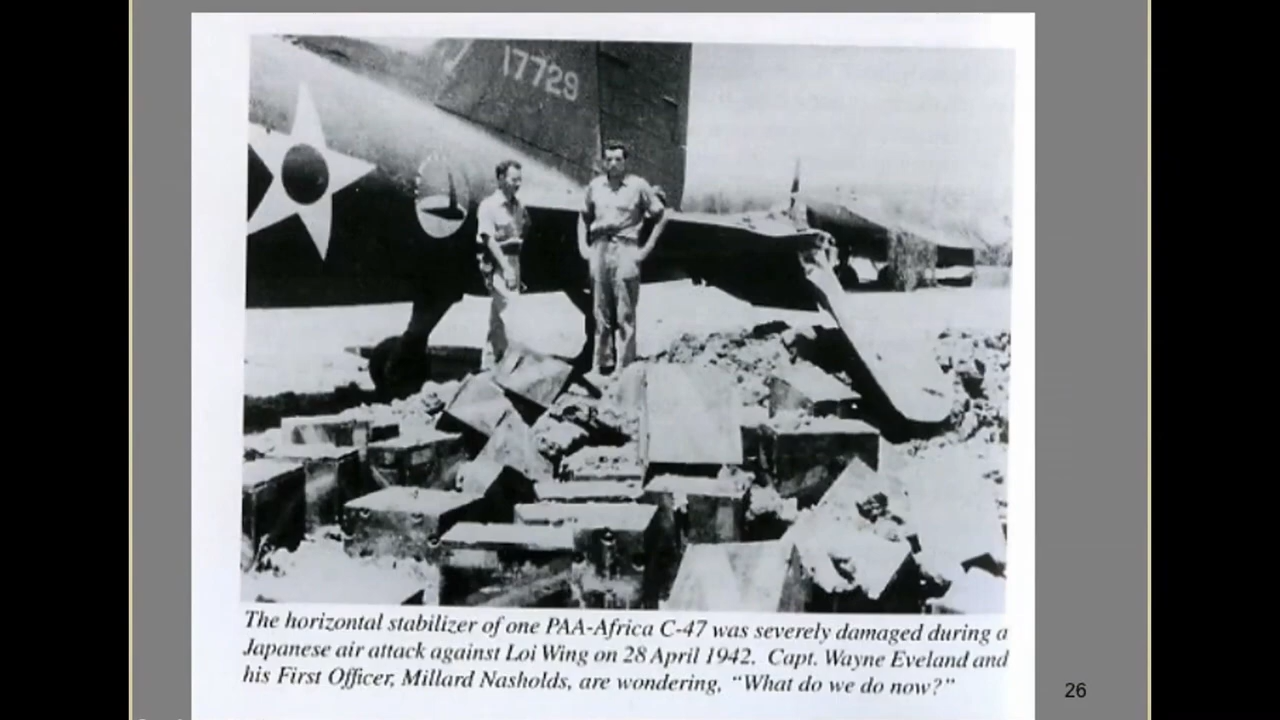 17729
The horizontal stabilizer of one PAA-Africa C-47 was severely damaged during a
Japanese air attack against Loi Wing on 28 April 1942. Capt. Wayne Eveland and
his First Officer, Millard Nasholds, are wondering, “What do we do now?”
26